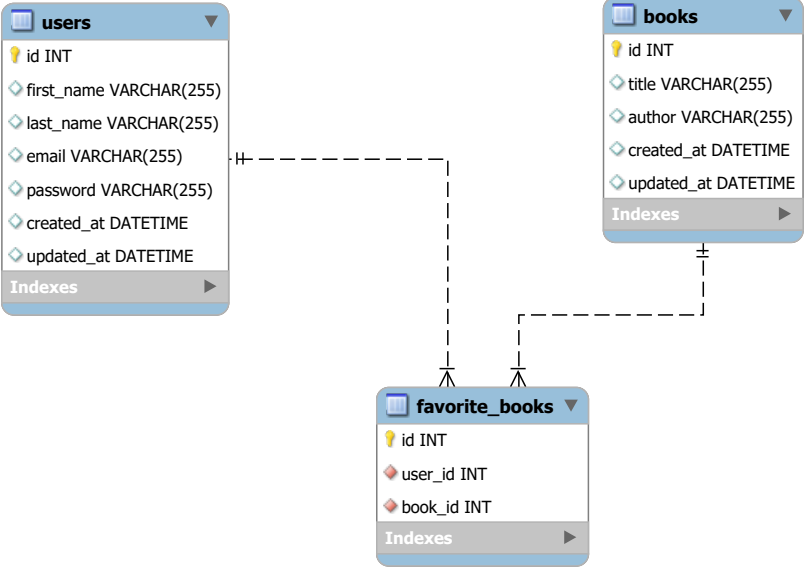 users
id INT
first_name VARCHAR(255)
last_name VARCHAR(255)
email VARCHAR(255)
password VARCHAR(255)
created_at DATETIME
updated_at DATETIME
Indexes
books
id INT
title VARCHAR(255)
author VARCHAR(255)
created_at DATETIME
updated_at DATETIME
Indexes
favorite_books
id INT
user_id INT
book_id INT
Indexes